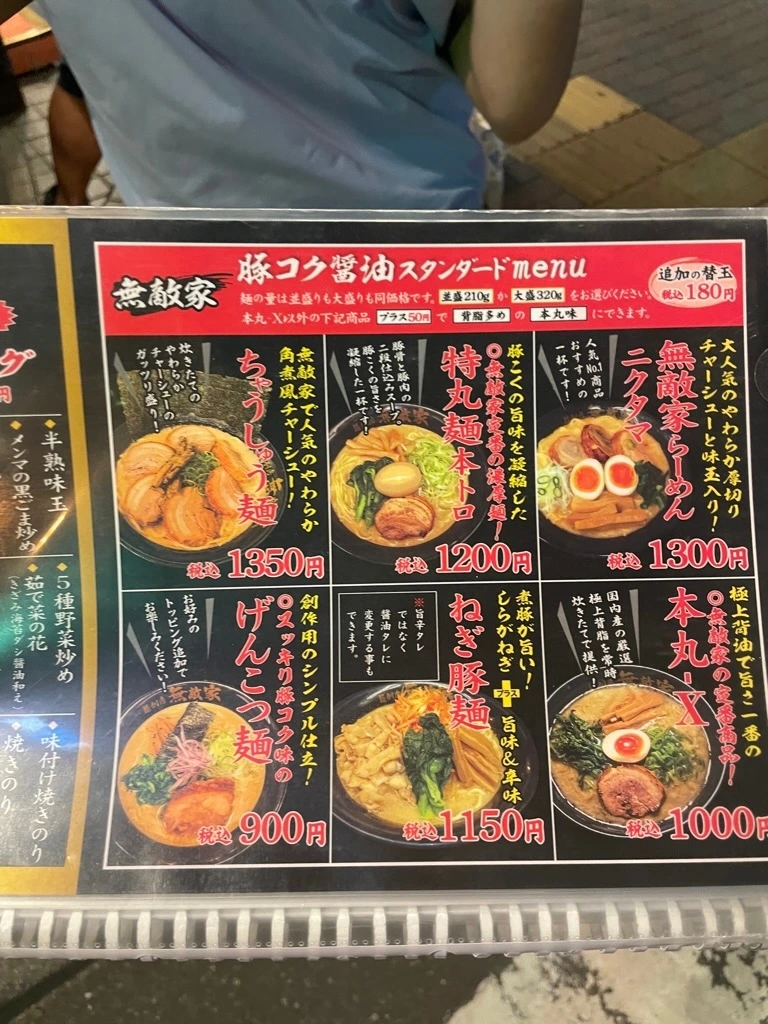 無敵家
豚コク醤油スタンダードmenu
麺の量は並盛りも大盛りも同価格です。並盛210gか大盛320gをお選びください。
本丸-X以外の下記商品 プラス50円で 背脂多め の 本丸味 にできます。
追加の替玉
税込180円
大人気のやわらか厚切り
チャーシューと味玉入り!
無敵家らーめん
ニクタマ
人気No.1商品
おすすめの
一杯です!
税込1300円
豚こくの旨味を凝縮した
◎無敵家定番の濃厚麺!
特丸麺本トロ
豚骨と豚肉の
二段仕込みスープ。
豚こくの旨さを
凝縮した一杯です!
税込1200円
無敵家で人気のやわらか
角煮風チャーシュー!
ちゃうしゅう麺
炊きたての
やわらか
チャーシューの
ガッツリ盛り!
税込1350円
極上背油で旨さ一番の
◎無敵家の定番商品!
本丸-X
国内産の厳選
極上背脂を常時
炊きたてで提供!
税込1000円
煮豚が旨い!
しらがねぎ プラス 旨味&辛味
ねぎ豚麺
※旨辛タレ
ではなく
醤油タレに
変更する事も
できます。
税込1150円
創作用のシンプル仕立!
◎スッキリ豚コク味の
げんこつ麺
お好みの
トッピング追加で
お楽しみください!
税込900円
グ
円
半熟味玉
メンマの黒ごま炒め
5種野菜炒め
茹で菜の花
(きざみ海苔タシ醤油和え)
味付け焼きのり
焼きのり